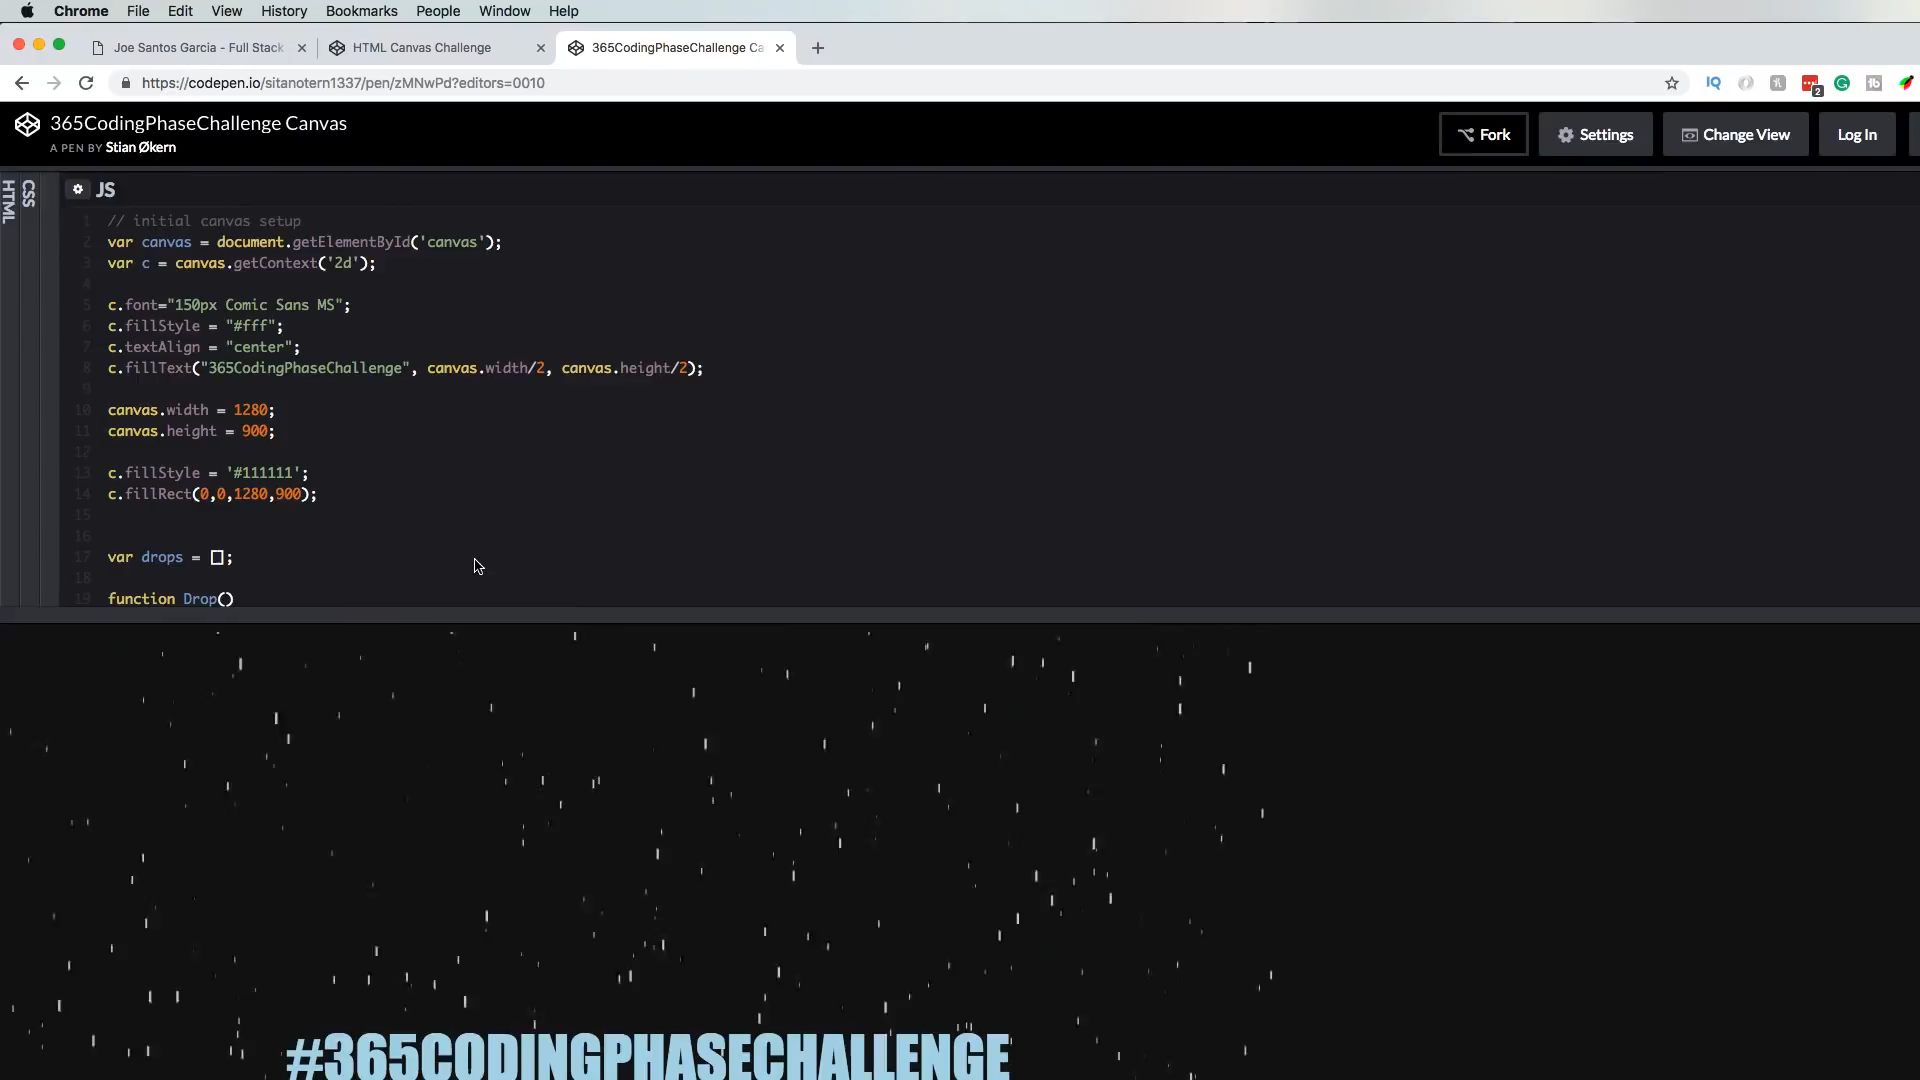 Chrome File Edit View History Bookmarks People Window Help
Joe Santos Garcia - Full Stack
HTML Canvas Challenge
365CodingPhaseChallenge Ca
https://codepen.io/sitanotern1337/pen/zMNwPd?editors=0010
IQ
2
365CodingPhaseChallenge Canvas
A PEN BY Stian Økern
Fork
Settings
Change View
Log In
HTML
CSS
JS
1 // initial canvas setup
2 var canvas = document.getElementById('canvas');
3 var c = canvas.getContext('2d');
4
5 c.font="150px Comic Sans MS";
6 c.fillStyle = "#fff";
7 c.textAlign = "center";
8 c.fillText("365CodingPhaseChallenge", canvas.width/2, canvas.height/2);
9
10 canvas.width = 1280;
11 canvas.height = 900;
12
13 c.fillStyle = '#111111';
14 c.fillRect(0,0,1280,900);
15
16
17 var drops = [];
18
19 function Drop()
#365CODINGPHASECHALLENGE